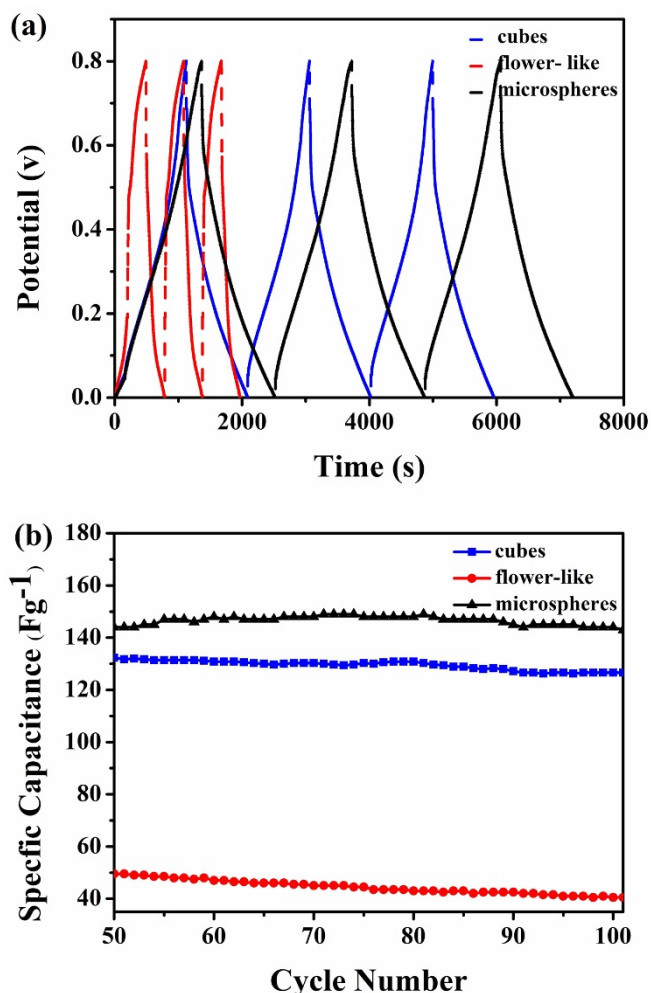 (a)
cubes
flower- like
microspheres
Potential (v)
0.8
0.6
0.4
0.2
0.0
0 2000 4000 6000 8000
Time (s)
(b)
cubes
flower-like
microspheres
Specfic Capacitance (Fg-1)
180
160
140
120
100
80
60
40
50 60 70 80 90 100
Cycle Number